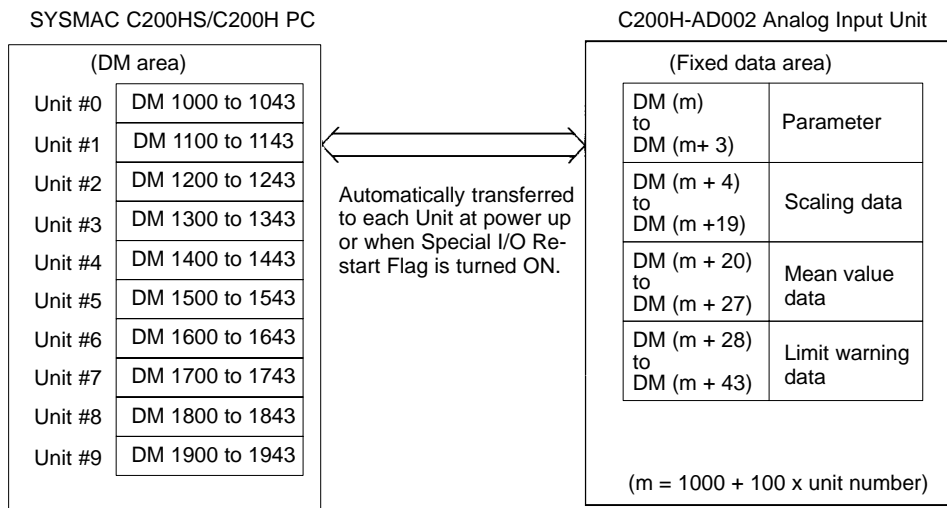 SYSMAC C200HS/C200H PC
C200H-AD002 Analog Input Unit
(DM area)
Unit #0 DM 1000 to 1043
Unit #1 DM 1100 to 1143
Unit #2 DM 1200 to 1243
Unit #3 DM 1300 to 1343
Unit #4 DM 1400 to 1443
Unit #5 DM 1500 to 1543
Unit #6 DM 1600 to 1643
Unit #7 DM 1700 to 1743
Unit #8 DM 1800 to 1843
Unit #9 DM 1900 to 1943
Automatically transferred
to each Unit at power up
or when Special I/O Re-
start Flag is turned ON.
(Fixed data area)
DM (m)
to
DM (m+ 3)
Parameter
DM (m + 4)
to
DM (m +19)
Scaling data
DM (m + 20)
to
DM (m + 27)
Mean value
data
DM (m + 28)
to
DM (m + 43)
Limit warning
data
(m = 1000 + 100 x unit number)